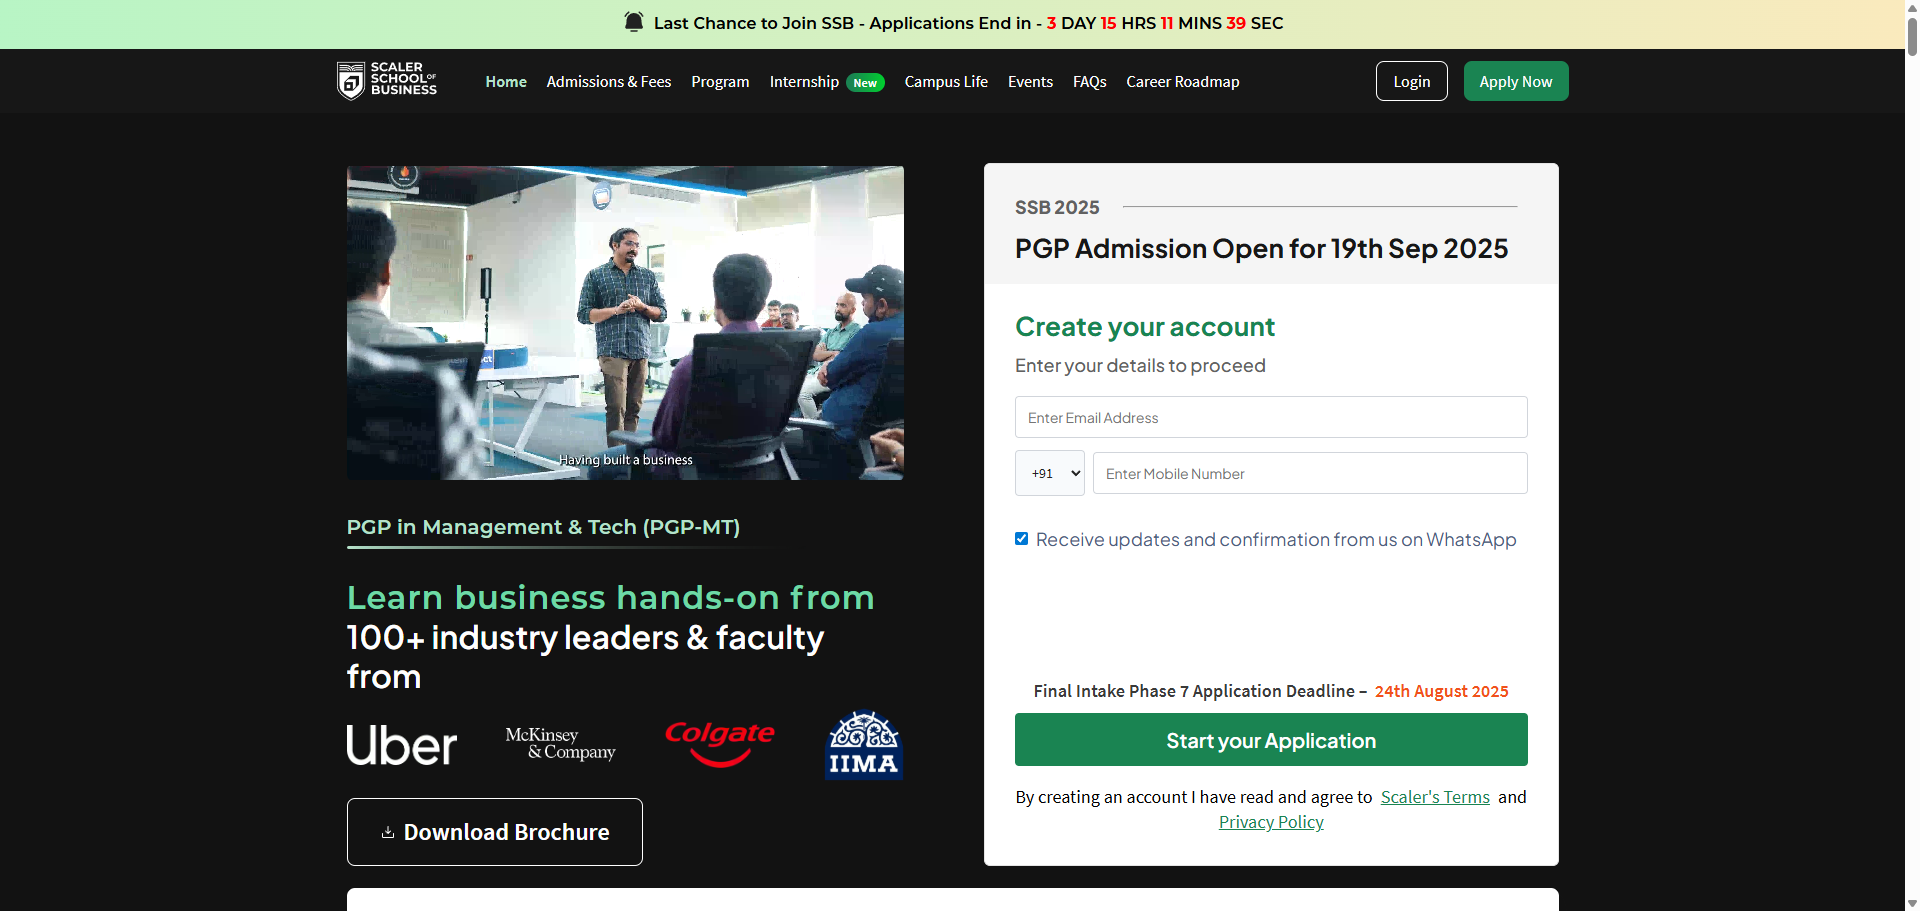 Last Chance to Join SSB - Applications End in - 3 DAY 15 HRS 11 MINS 39 SEC
SCALER
SCHOOL OF
BUSINESS
Home Admissions & Fees Program Internship New Campus Life Events FAQs Career Roadmap Login Apply Now
Having built a business
PGP in Management & Tech (PGP-MT)
Learn business hands-on from
100+ industry leaders & faculty
from
Uber
McKinsey
& Company
Colgate
IIMA
Download Brochure
SSB 2025
PGP Admission Open for 19th Sep 2025
Create your account
Enter your details to proceed
Enter Email Address
+91 Enter Mobile Number
Receive updates and confirmation from us on WhatsApp
Final Intake Phase 7 Application Deadline – 24th August 2025
Start your Application
By creating an account I have read and agree to Scaler's Terms and
Privacy Policy